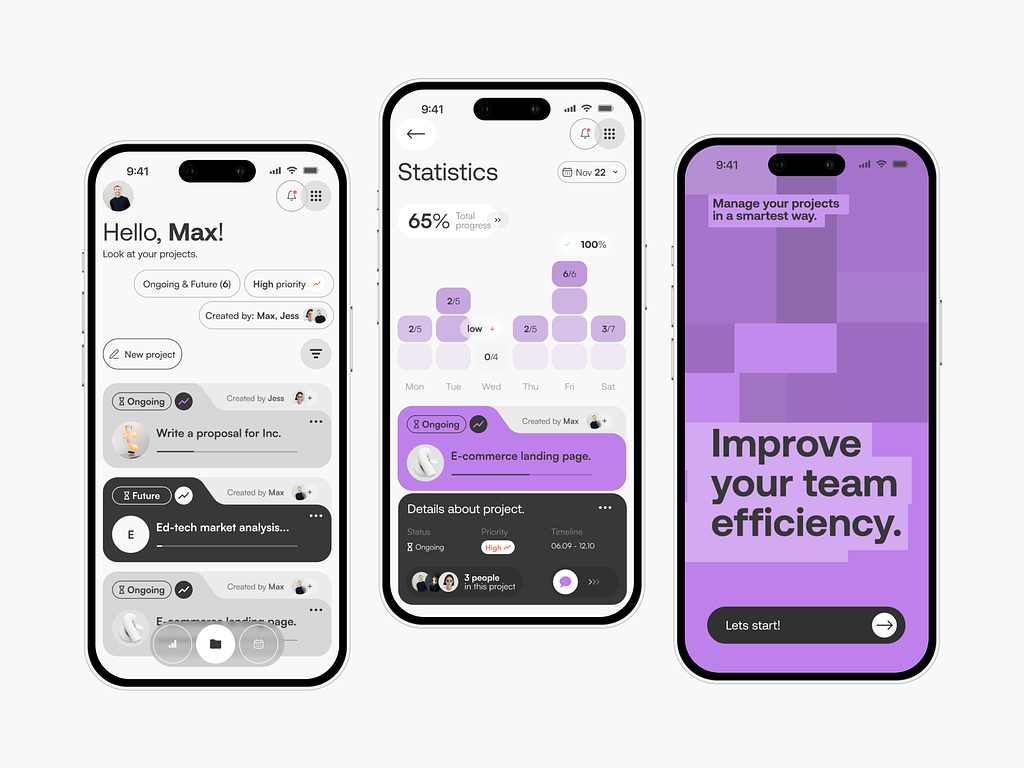 9:41
Hello, Max!
Look at your projects.
Ongoing & Future (6)
High priority
Created by: Max, Jess
New project
Ongoing
Created by Jess
+
Write a proposal for Inc.
Future
Created by Max
+
E
Ed-tech market analysis...
Ongoing
Created by Max
+
E-commerce landing page.
9:41
Statistics
Nov 22
65% Total
progress
100%
6/6
2/5
2/5
low
2/5
3/7
0/4
Mon Tue Wed Thu Fri Sat
Ongoing
Created by Max
+
E-commerce landing page.
Details about project.
Status Priority Timeline
Ongoing High 06.09 - 12.10
3 people
in this project
9:41
Manage your projects
in a smartest way.
Improve
your team
efficiency.
Lets start!